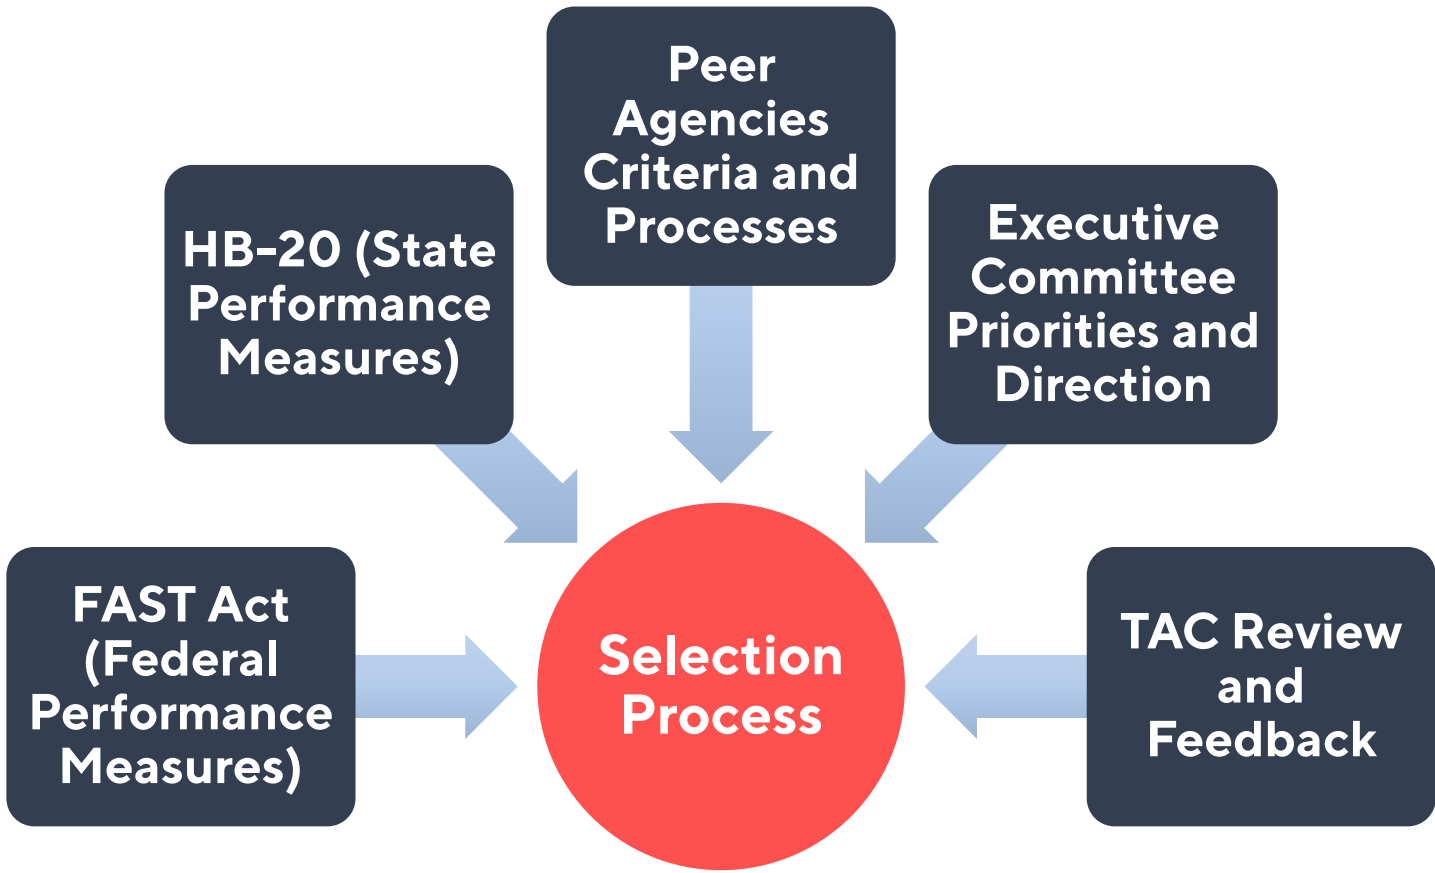 Peer
Agencies
Criteria and
Processes
HB-20 (State
Performance
Measures)
Executive
Committee
Priorities and
Direction
FAST Act
(Federal
Performance
Measures)
Selection
Process
TAC Review
and
Feedback